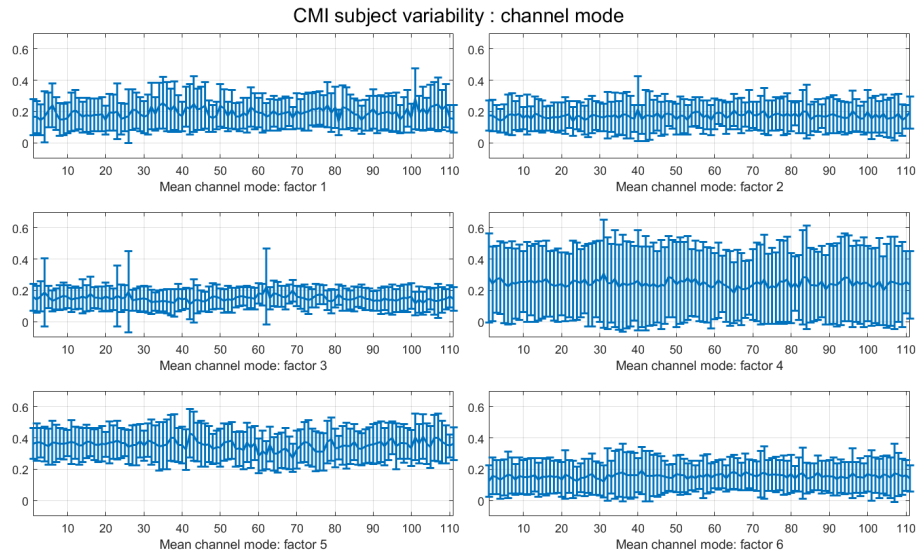 CMI subject variability : channel mode
0.6
0.4
0.2
0
10 20 30 40 50 60 70 80 90 100 110
Mean channel mode: factor 1
0.6
0.4
0.2
0
10 20 30 40 50 60 70 80 90 100 110
Mean channel mode: factor 2
0.6
0.4
0.2
0
10 20 30 40 50 60 70 80 90 100 110
Mean channel mode: factor 3
0.6
0.4
0.2
0
10 20 30 40 50 60 70 80 90 100 110
Mean channel mode: factor 4
0.6
0.4
0.2
0
10 20 30 40 50 60 70 80 90 100 110
Mean channel mode: factor 5
0.6
0.4
0.2
0
10 20 30 40 50 60 70 80 90 100 110
Mean channel mode: factor 6